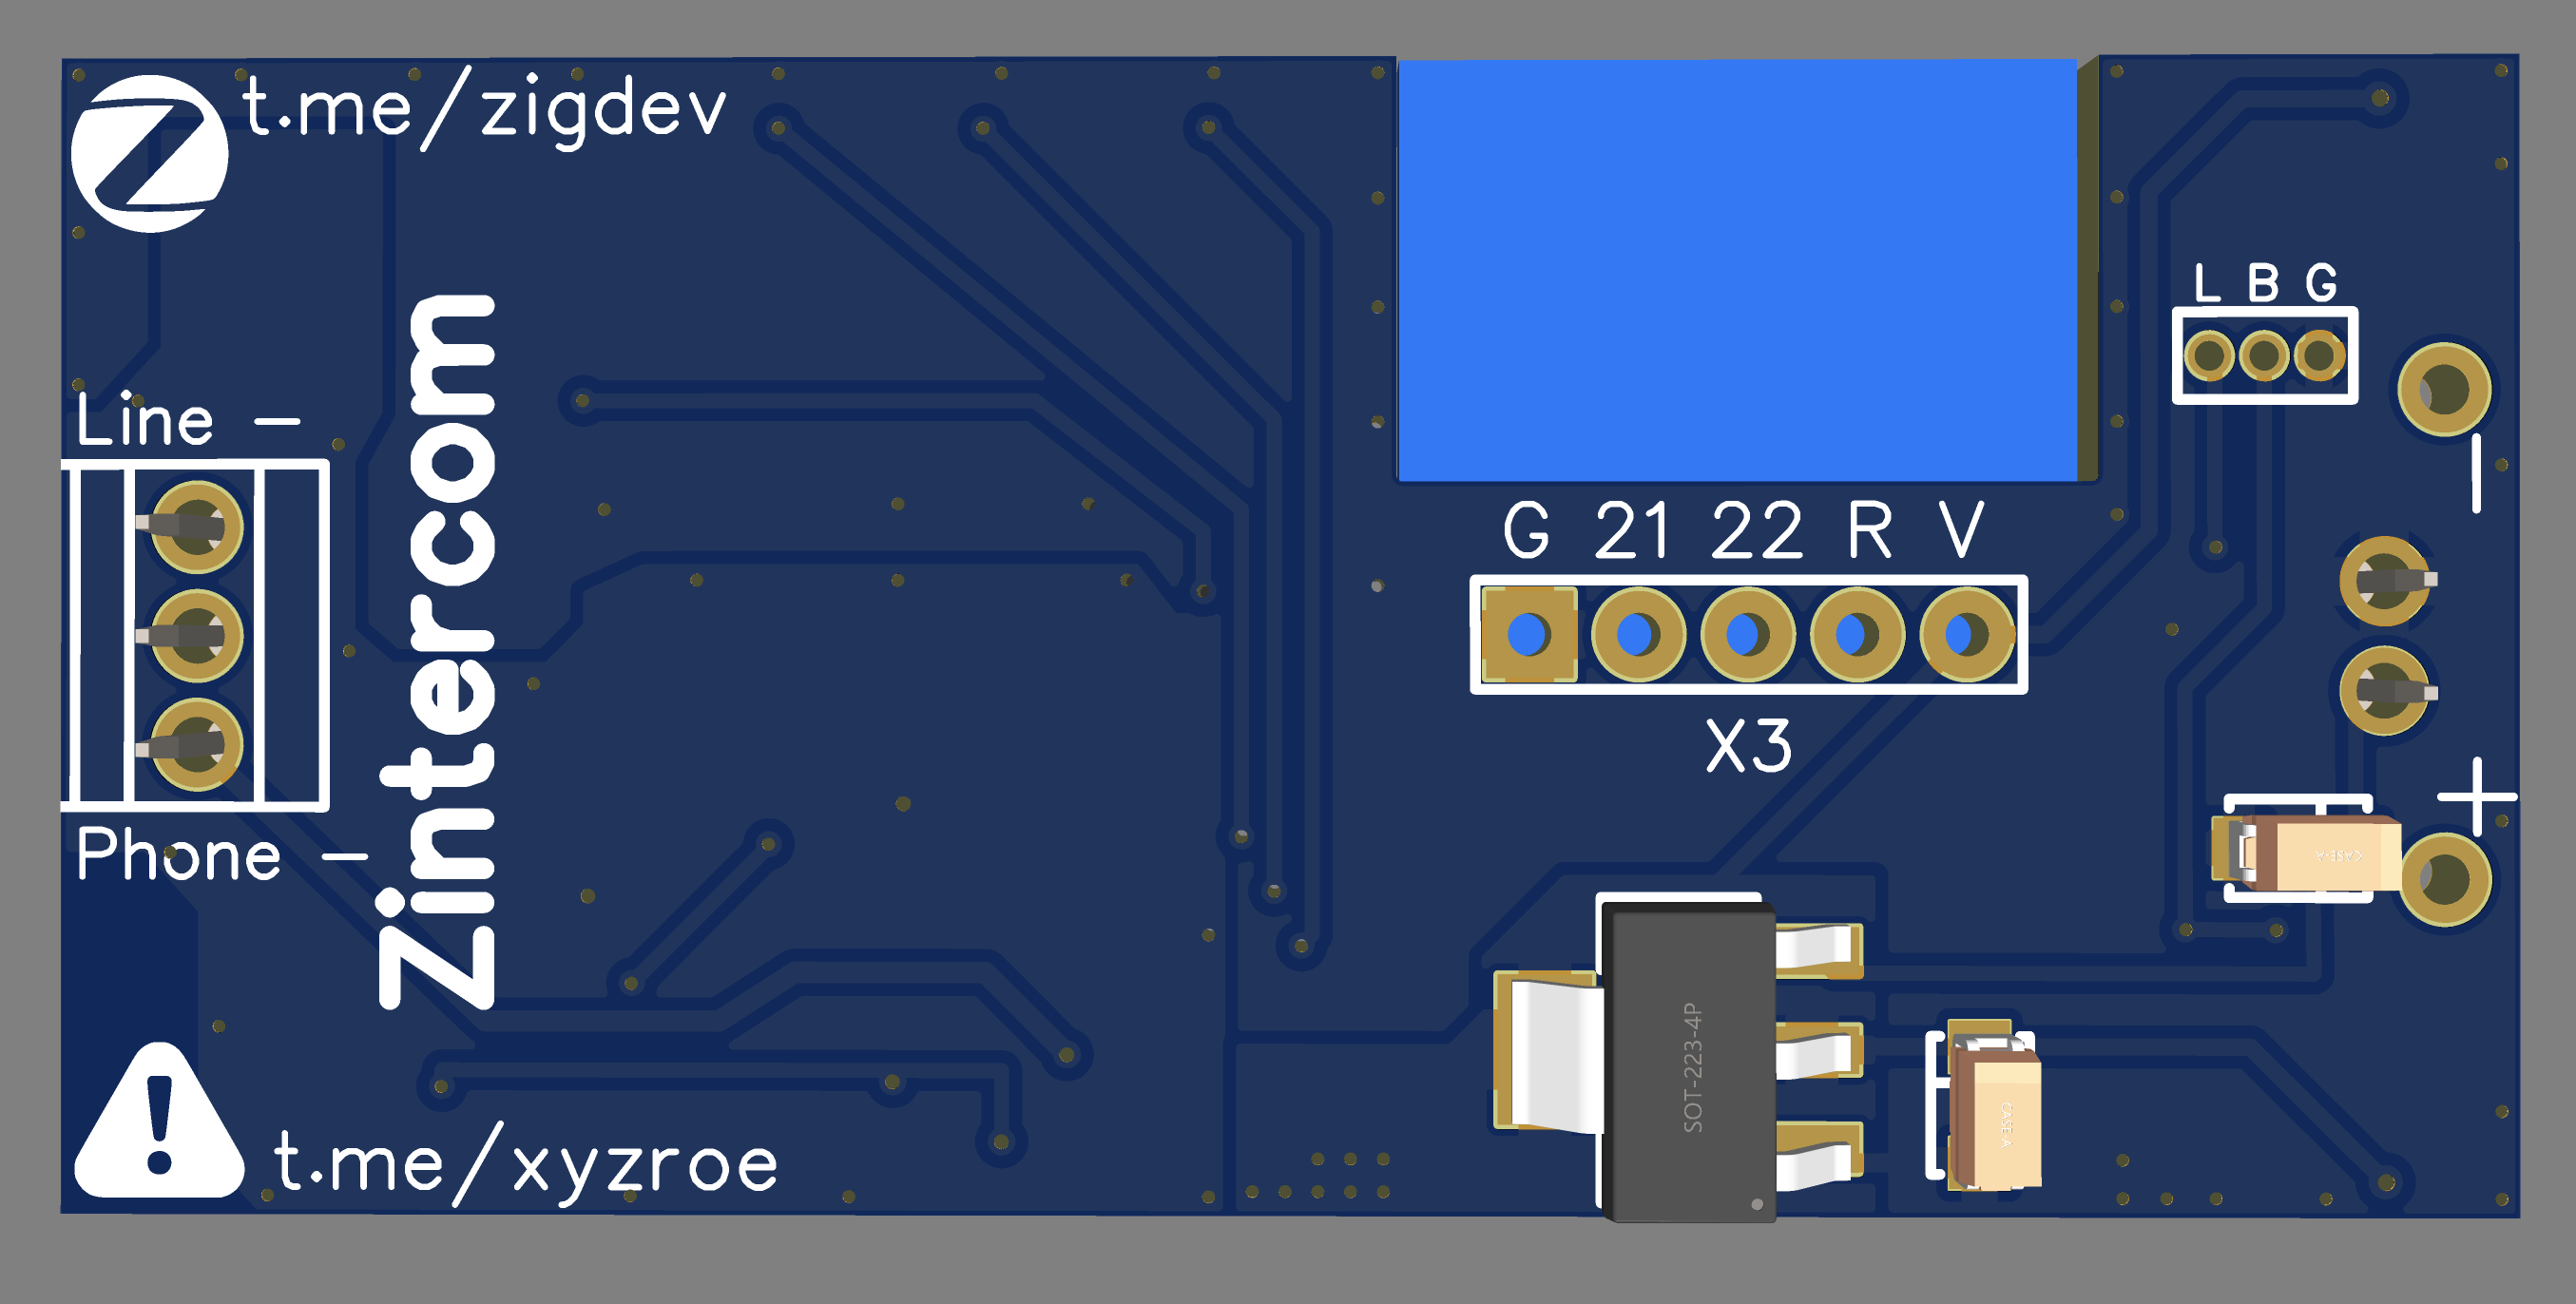 t.me/zigdev
L B G
Line -
Zintercom
G 21 22 R V
X3
-
+
Phone -
CASE-A
SOT-223-4P
CASE-A
t.me/xyzroe